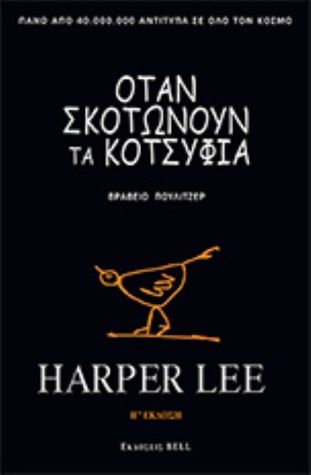 ΠΑΝΩ ΑΠΟ 40.000.000 ΑΝΤΙΤΥΠΑ ΣΕ ΟΛΟ ΤΟΝ ΚΟΣΜΟ
ΟΤΑΝ
ΣΚΟΤΩΝΟΥΝ
ΤΑ ΚΟΤΣΥΦΙΑ
ΒΡΑΒΕΙΟ ΠΟΥΛΙΤΖΕΡ
HARPER LEE
Η' ΕΚΔΟΣΗ
ΕΚΔΟΣΕΙΣ BELL